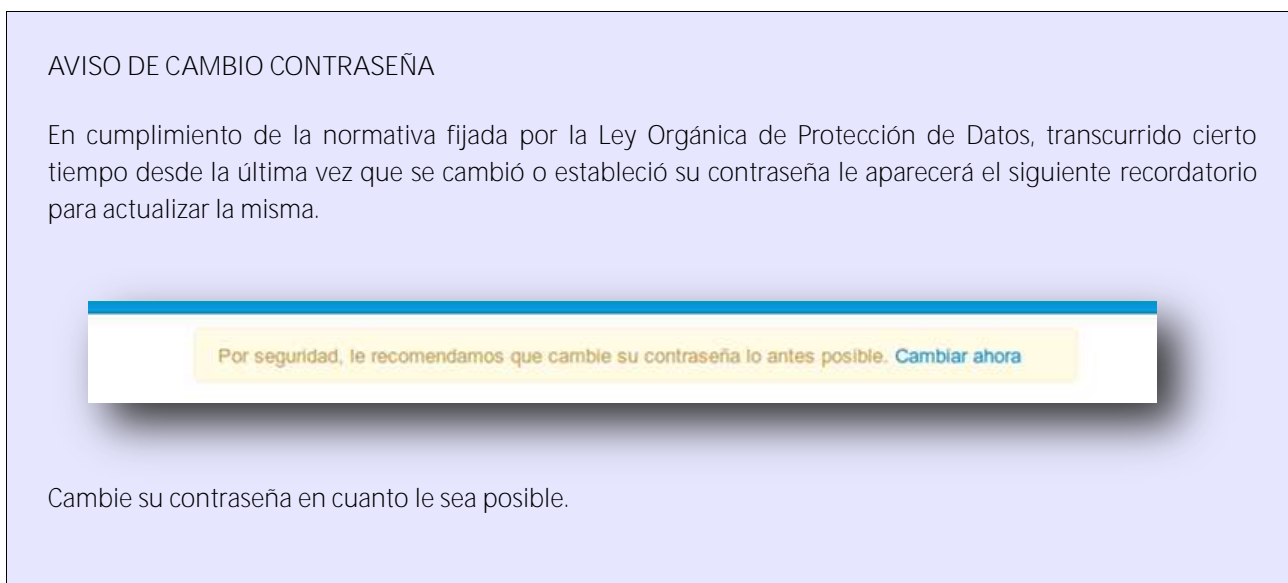 AVISO DE CAMBIO CONTRASEÑA
En cumplimiento de la normativa fijada por la Ley Orgánica de Protección de Datos, transcurrido cierto
tiempo desde la última vez que se cambió o estableció su contraseña le aparecerá el siguiente recordatorio
para actualizar la misma.
Por seguridad, le recomendamos que cambie su contraseña lo antes posible. Cambiar ahora
Cambie su contraseña en cuanto le sea posible.